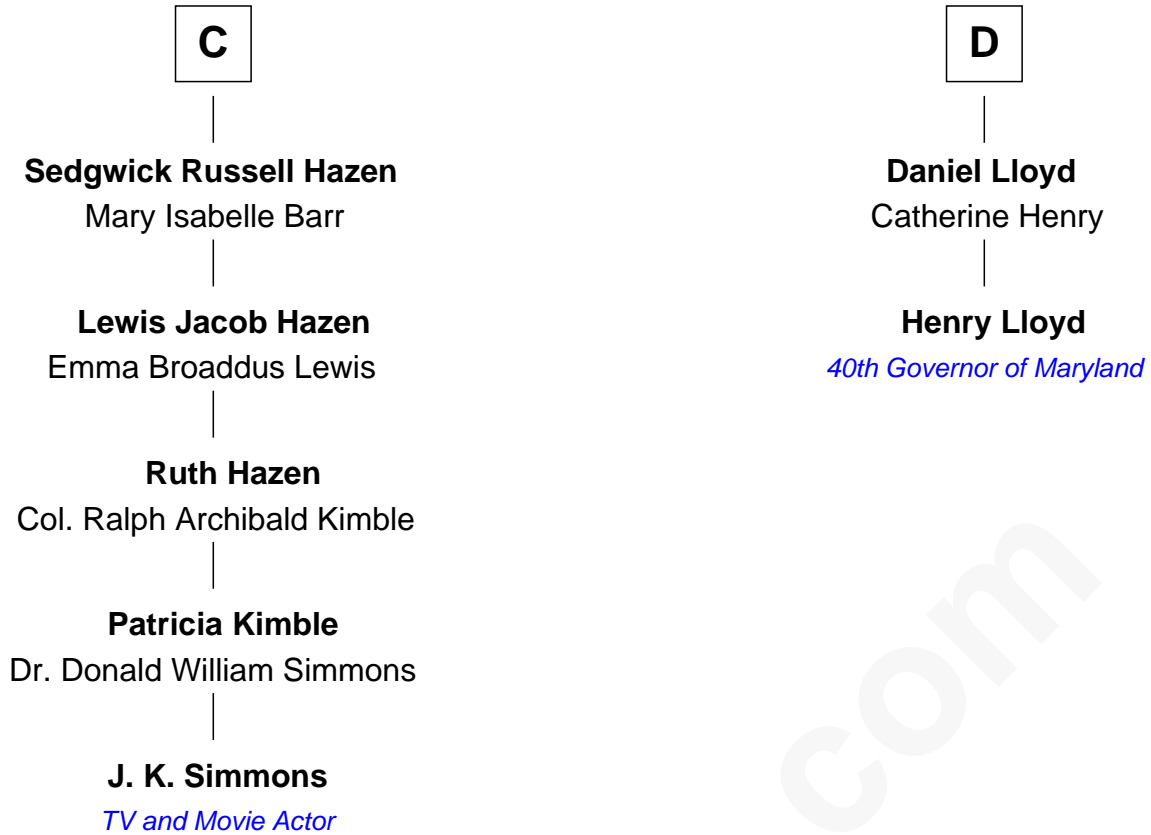 C
Sedgwick Russell Hazen
Mary Isabelle Barr
Lewis Jacob Hazen
Emma Broaddus Lewis
Ruth Hazen
Col. Ralph Archibald Kimble
Patricia Kimble
Dr. Donald William Simmons
J. K. Simmons
TV and Movie Actor
D
Daniel Lloyd
Catherine Henry
Henry Lloyd
40th Governor of Maryland
com